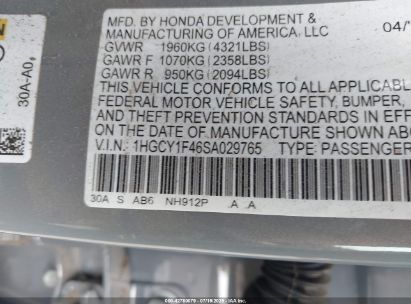 MFD. BY HONDA DEVELOPMENT &
MANUFACTURING OF AMERICA, LLC
04/
GVWR 1960KG (4321LBS)
GAWR F 1070KG (2358LBS)
GAWR R 950KG (2094LBS)
THIS VEHICLE CONFORMS TO ALL APPLICABL
FEDERAL MOTOR VEHICLE SAFETY, BUMPER,
THEFT PREVENTION STANDARDS IN EFF
ON THE DATE OF MANUFACTURE SHOWN ABO
V.I.N.: 1HGCY1F46SA029765 TYPE: PASSENGER
30A S AB6 NH912P A A
30A-A0